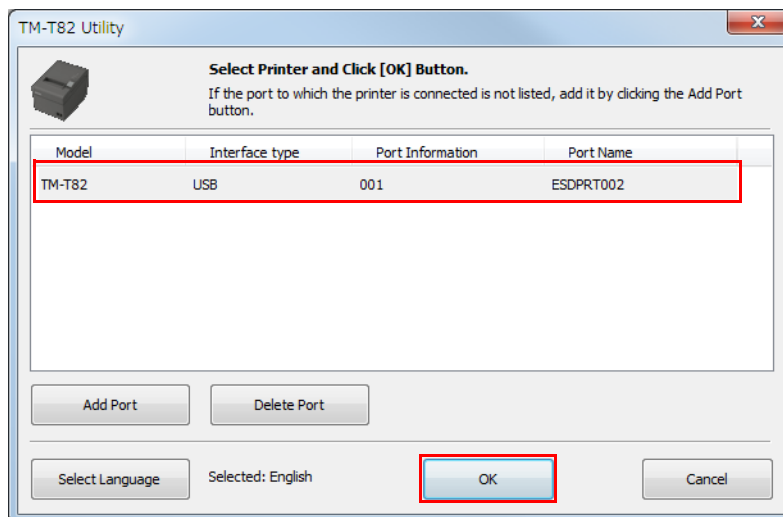 TM-T82 Utility
Select Printer and Click [OK] Button.
If the port to which the printer is connected is not listed, add it by clicking the Add Port
button.
Model Interface type Port Information Port Name
TM-T82 USB 001 ESDPRT002
Add Port Delete Port
Select Language Selected: English OK Cancel